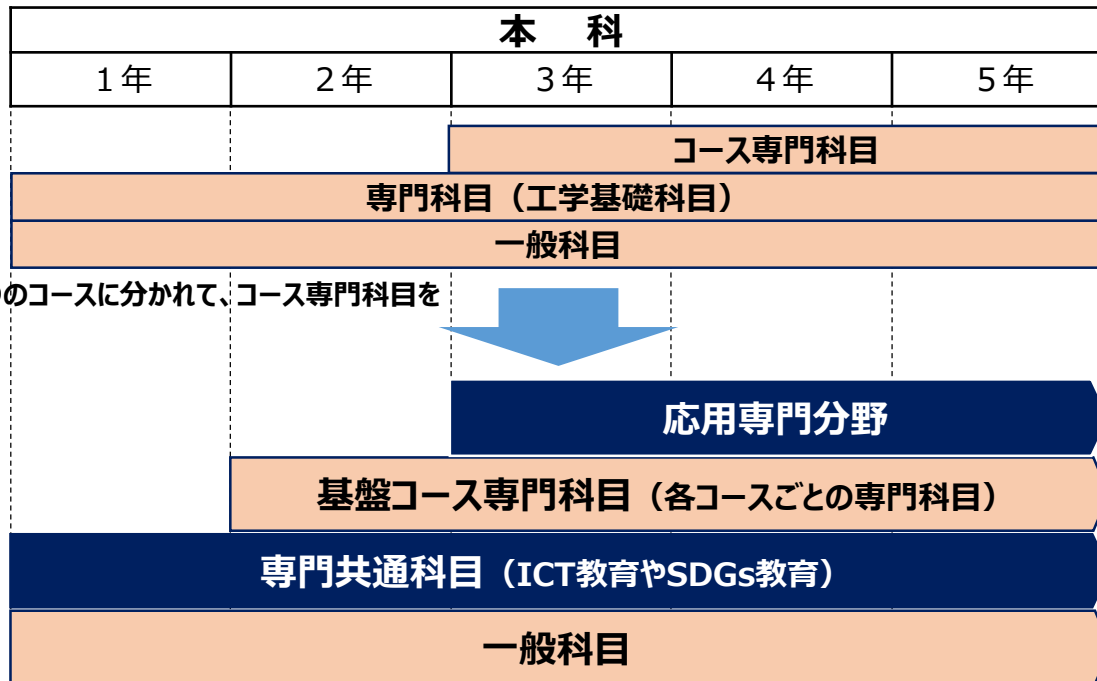 本 科
1年 2年 3年 4年 5年
コース専門科目
専門科目（工学基礎科目）
一般科目
のコースに分かれて、コース専門科目を
応用専門分野
基盤コース専門科目（各コースごとの専門科目）
専門共通科目（ICT教育やSDGs教育）
一般科目